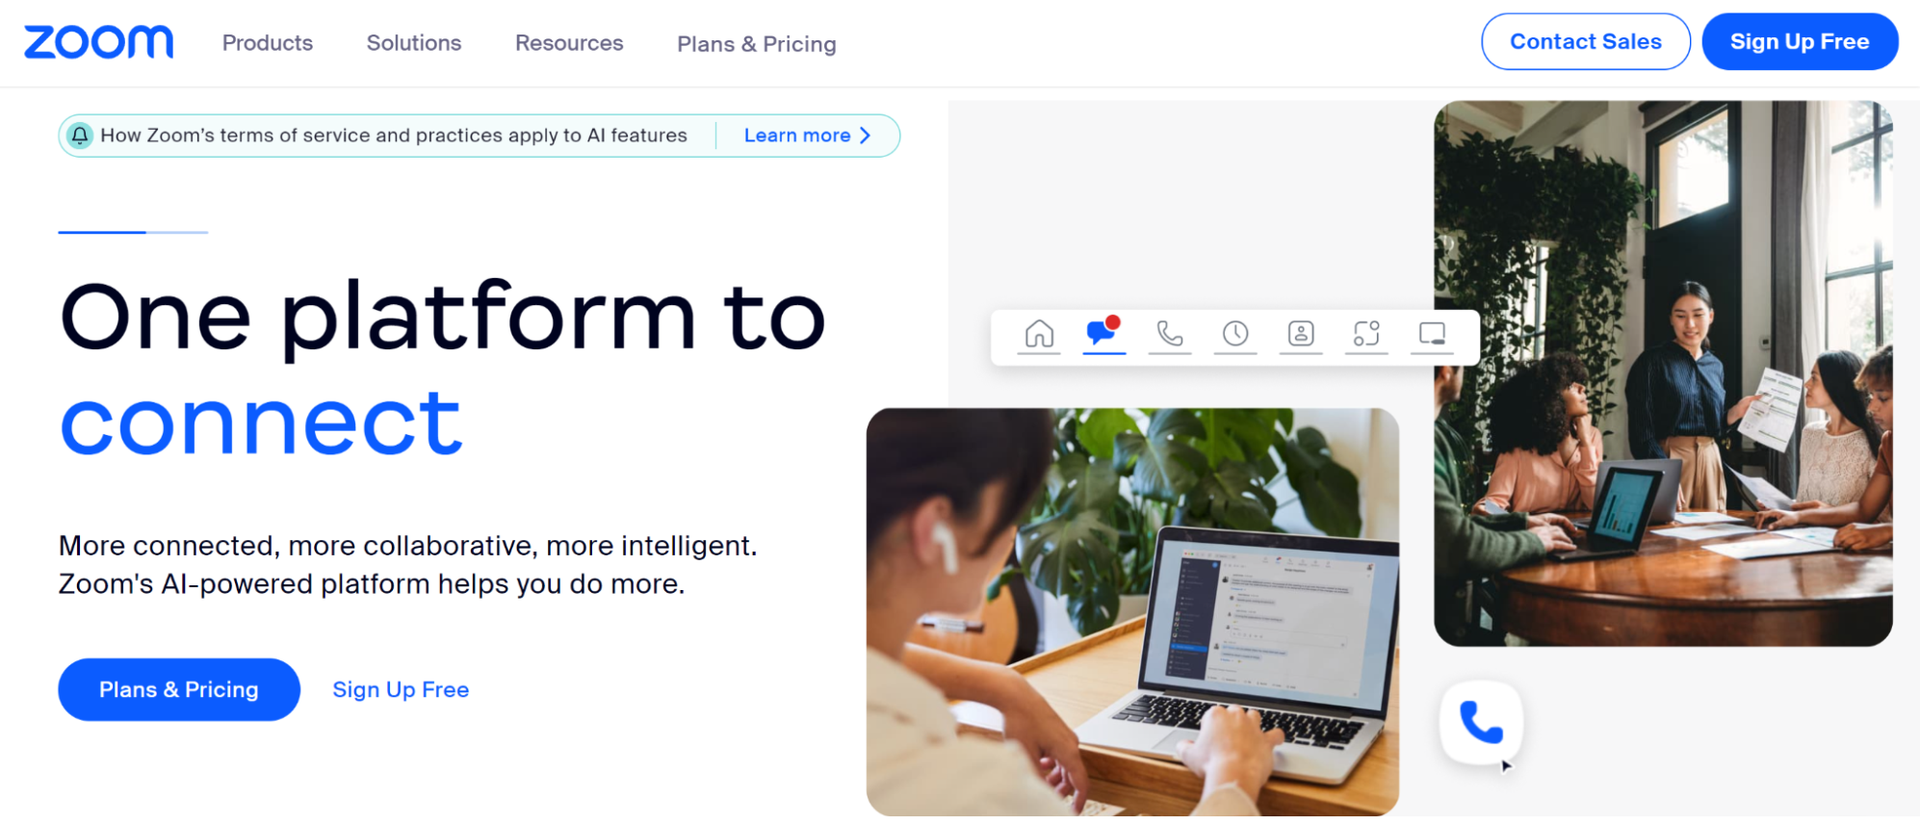 zoom
Products
Solutions
Resources
Plans & Pricing
Contact Sales
Sign Up Free
How Zoom’s terms of service and practices apply to AI features
Learn more
One platform to
connect
More connected, more collaborative, more intelligent.
Zoom's AI-powered platform helps you do more.
Plans & Pricing
Sign Up Free